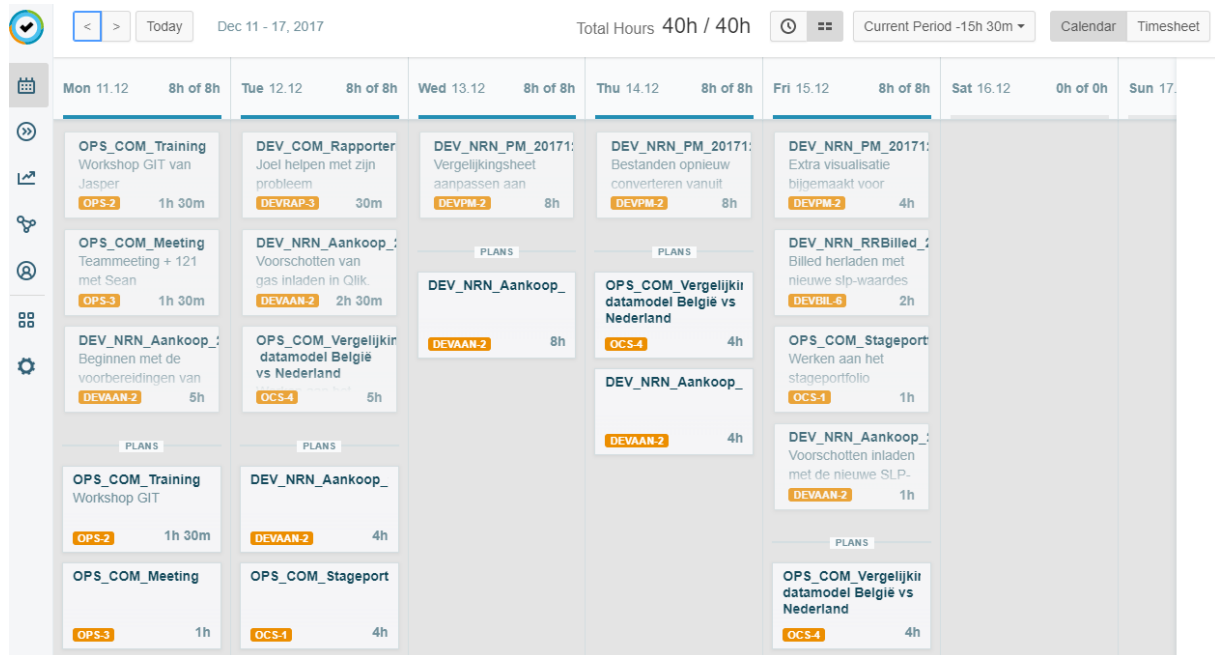 < > Today Dec 11 - 17, 2017 Total Hours 40h / 40h Current Period -15h 30m Calendar Timesheet
Mon 11.12 8h of 8h Tue 12.12 8h of 8h Wed 13.12 8h of 8h Thu 14.12 8h of 8h Fri 15.12 8h of 8h Sat 16.12 0h of 0h Sun 17.
OPS_COM_Training
Workshop GIT van
Jasper
OPS-2 1h 30m
OPS_COM_Meeting
Teammeeting + 121
met Sean
OPS-3 1h 30m
DEV_NRN_Aankoop_2
Beginnen met de
voorbereidingen van
DEVAAN-2 5h
PLANS
OPS_COM_Training
Workshop GIT
OPS-2 1h 30m
OPS_COM_Meeting
OPS-3 1h
DEV_COM_Rapporter
Joel helpen met zijn
probleem
DEVRAP-3 30m
DEV_NRN_Aankoop_2
Voorschotten van
gas inladen in Qlik.
DEVAAN-2 2h 30m
OPS_COM_Vergelijkin
datamodel België
vs Nederland
OCS-4 5h
PLANS
DEV_NRN_Aankoop_
DEVAAN-2 4h
OPS_COM_Stageport
OCS-1 4h
DEV_NRN_PM_20171
Vergelijkingsheet
aanpassen aan
DEVPM-2 8h
PLANS
DEV_NRN_Aankoop_
DEVAAN-2 8h
DEV_NRN_PM_20171
Bestanden opnieuw
converteren vanuit
DEVPM-2 8h
PLANS
OPS_COM_Vergelijkin
datamodel België vs
Nederland
OCS-4 4h
DEV_NRN_Aankoop_
DEVAAN-2 4h
DEV_NRN_PM_20171
Extra visualisatie
bijgemaakt voor
DEVPM-2 4h
DEV_NRN_RRBilled_2
Billed herladen met
nieuwe slp-waardes
DEVBIL-6 2h
OPS_COM_Stageport
Werken aan het
stageportfolio
OCS-1 1h
DEV_NRN_Aankoop_2
Voorschotten inladen
met de nieuwe SLP-
DEVAAN-2 1h
PLANS
OPS_COM_Vergelijkin
datamodel België vs
Nederland
OCS-4 4h